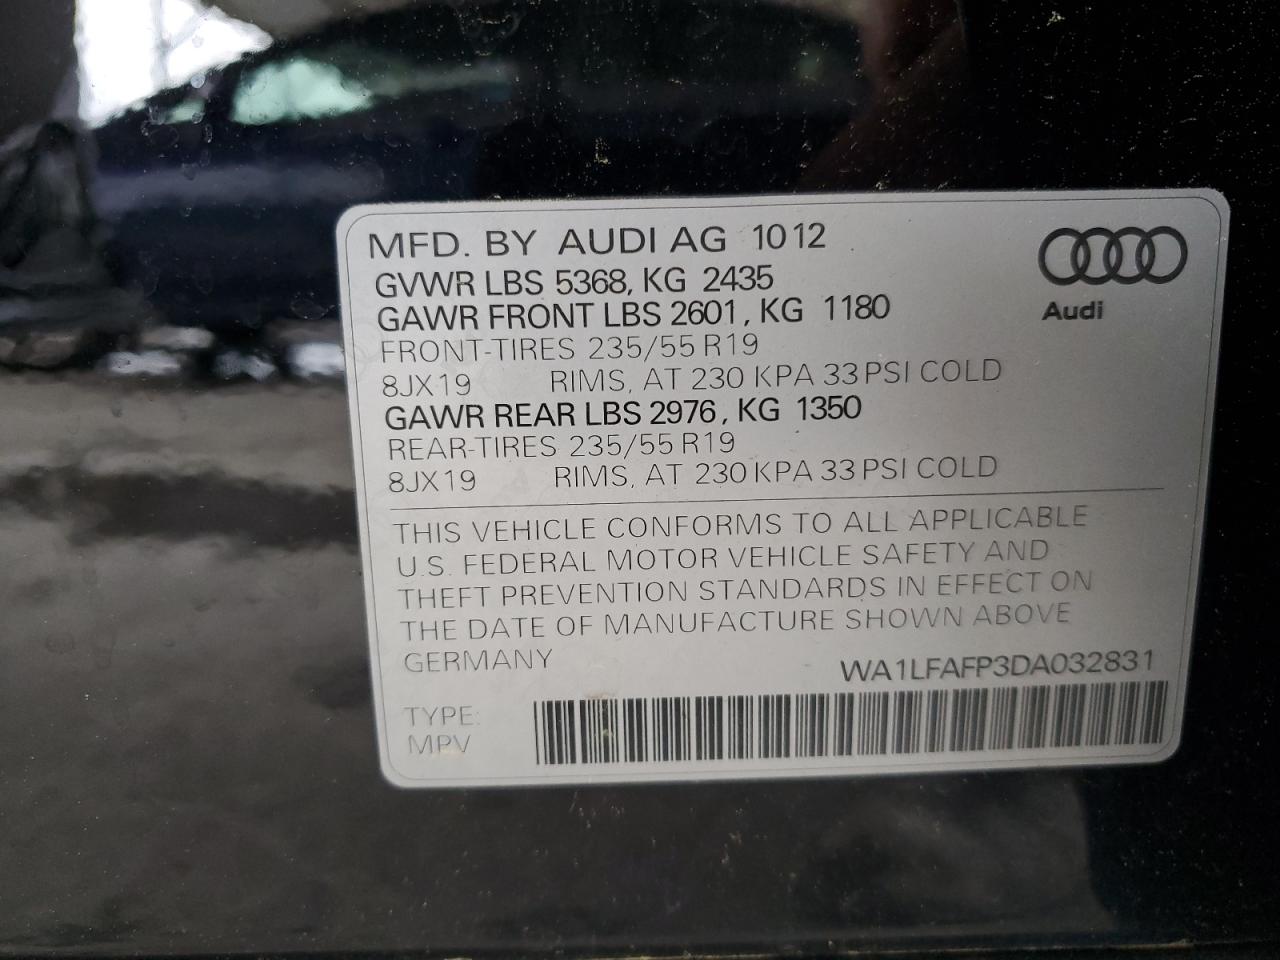 MFD. BY AUDI AG 10 12
GVWR LBS 5368, KG 2435
GAWR FRONT LBS 2601, KG 1180
FRONT-TIRES 235/55 R19
8JX19 RIMS, AT 230 KPA 33 PSI COLD
GAWR REAR LBS 2976, KG 1350
REAR-TIRES 235/55 R19
8JX19 RIMS, AT 230 KPA 33 PSI COLD
Audi
THIS VEHICLE CONFORMS TO ALL APPLICABLE
U.S. FEDERAL MOTOR VEHICLE SAFETY AND
THEFT PREVENTION STANDARDS IN EFFECT ON
THE DATE OF MANUFACTURE SHOWN ABOVE
GERMANY
WA1LFAFP3DA032831
TYPE:
MPV